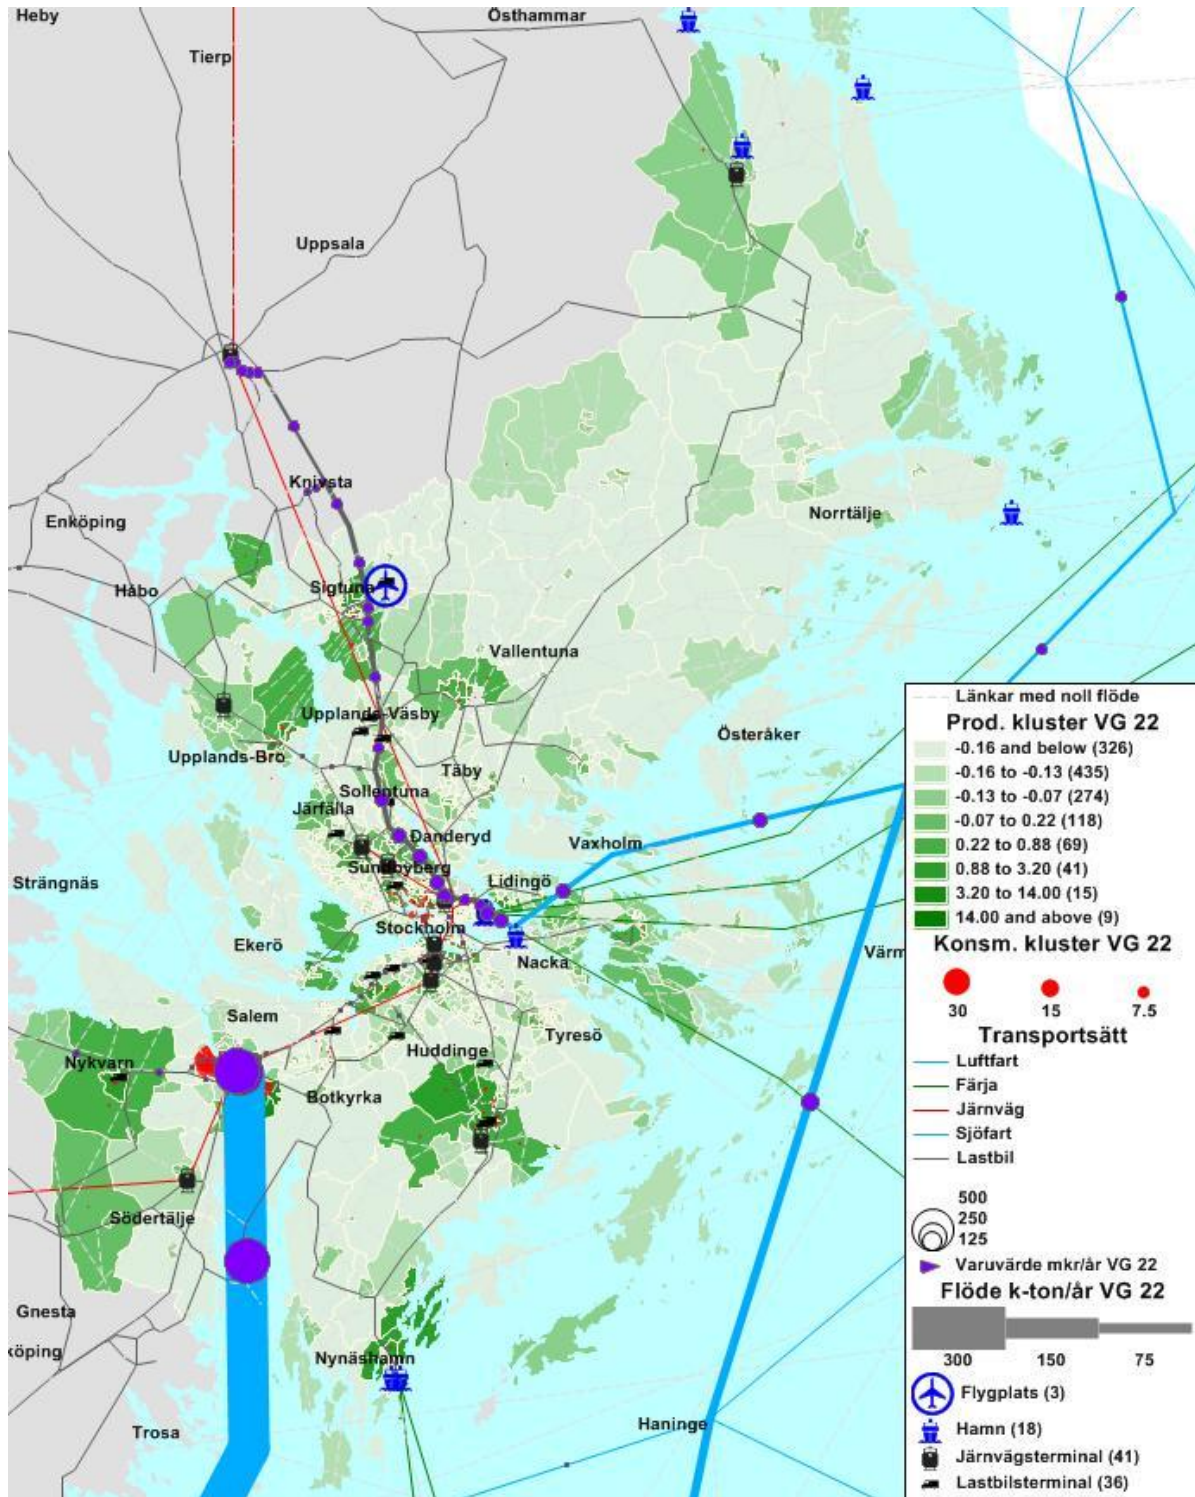 Heby
Östhammar
Tierp
Uppsala
Knivsta
Enköping
Norrtälje
Håbo
Sigtuna
Vallentuna
Upplands-Väsby
Österåker
Upplands-Bro
Täby
Sollentuna
Järfälla
Danderyd
Vaxholm
Sundbyberg
Lidingö
Strängnäs
Stockholm
Ekerö
Nacka
Värm
Salem
Tyresö
Huddinge
Nykvarn
Botkyrka
Södertälje
Gnesta
köping
Nynäshamn
Trosa
Haninge
Länkar med noll flöde
Prod. kluster VG 22
-0.16 and below (326)
-0.16 to -0.13 (435)
-0.13 to -0.07 (274)
-0.07 to 0.22 (118)
0.22 to 0.88 (69)
0.88 to 3.20 (41)
3.20 to 14.00 (15)
14.00 and above (9)
Konsm. kluster VG 22
30 15 7.5
Transportsätt
Luftfart
Färja
Järnväg
Sjöfart
Lastbil
500
250
125
Varuvärde mkr/år VG 22
Flöde k-ton/år VG 22
300 150 75
Flygplats (3)
Hamn (18)
Järnvägsterminal (41)
Lastbilsterminal (36)